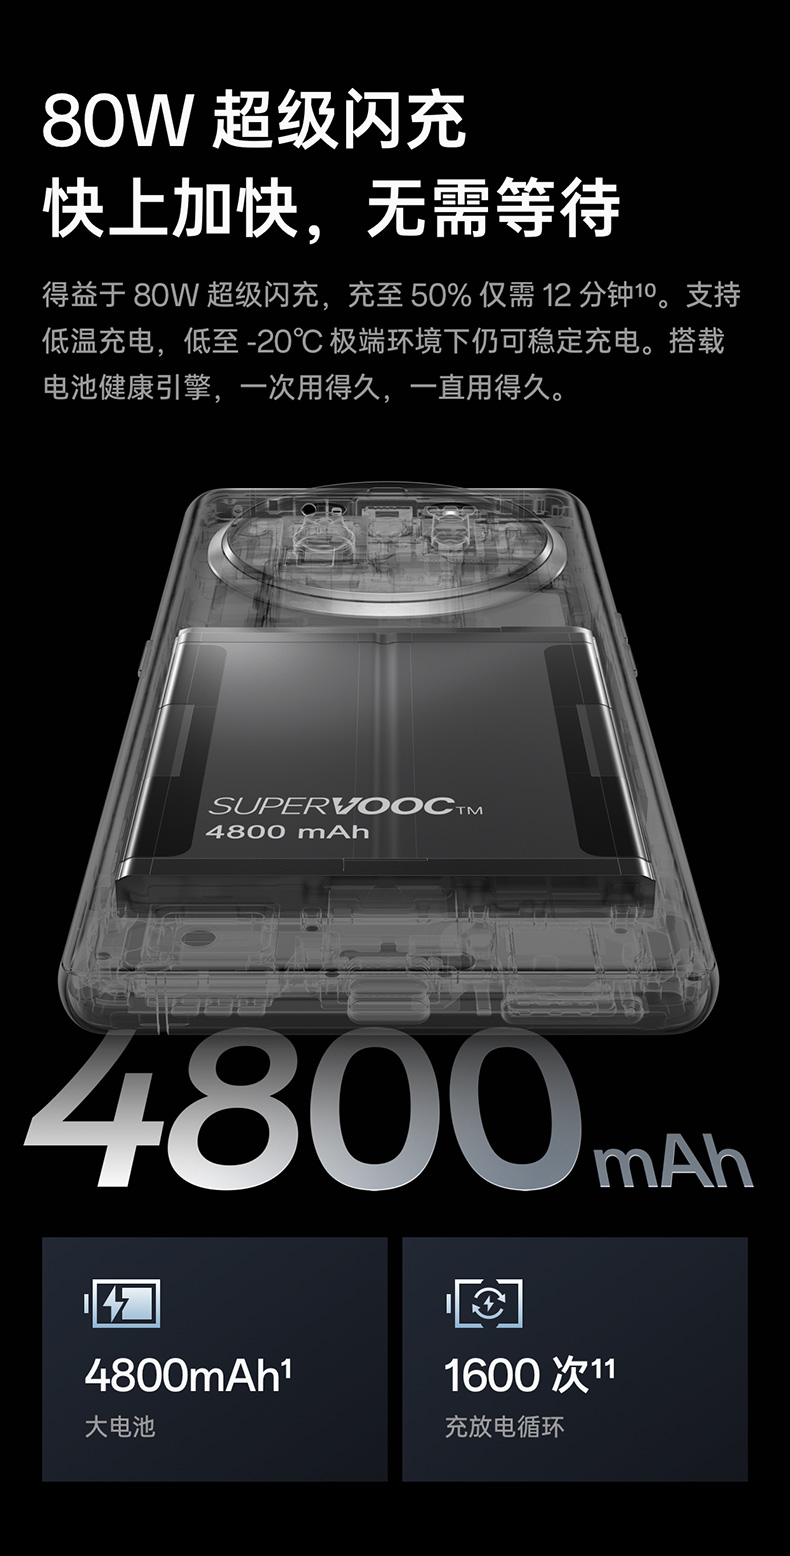 80W 超级闪充
快上加快，无需等待
得益于 80W 超级闪充，充至 50% 仅需 12 分钟¹⁰。支持
低温充电，低至 -20℃ 极端环境下仍可稳定充电。搭载
电池健康引擎，一次用得久，一直用得久。
SUPERVOOC™
4800 mAh
4800 mAh
4800mAh¹
大电池
1600 次¹¹
充放电循环